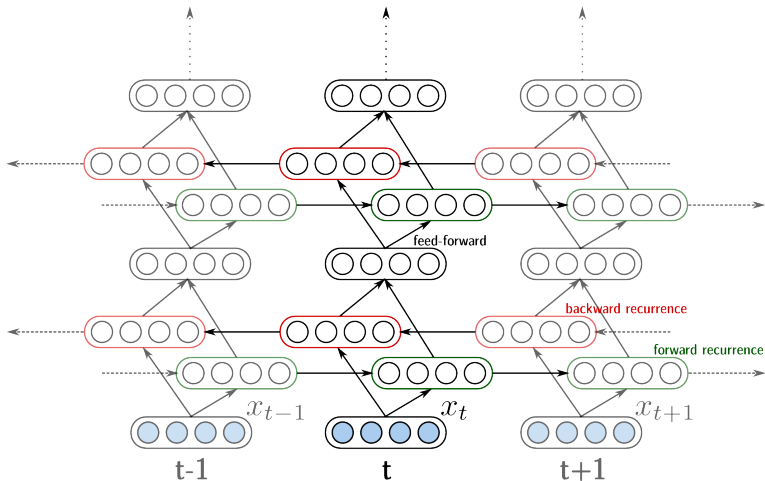 feed-forward
backward recurrence
forward recurrence
x_{t-1} x_t x_{t+1}
t-1 t t+1